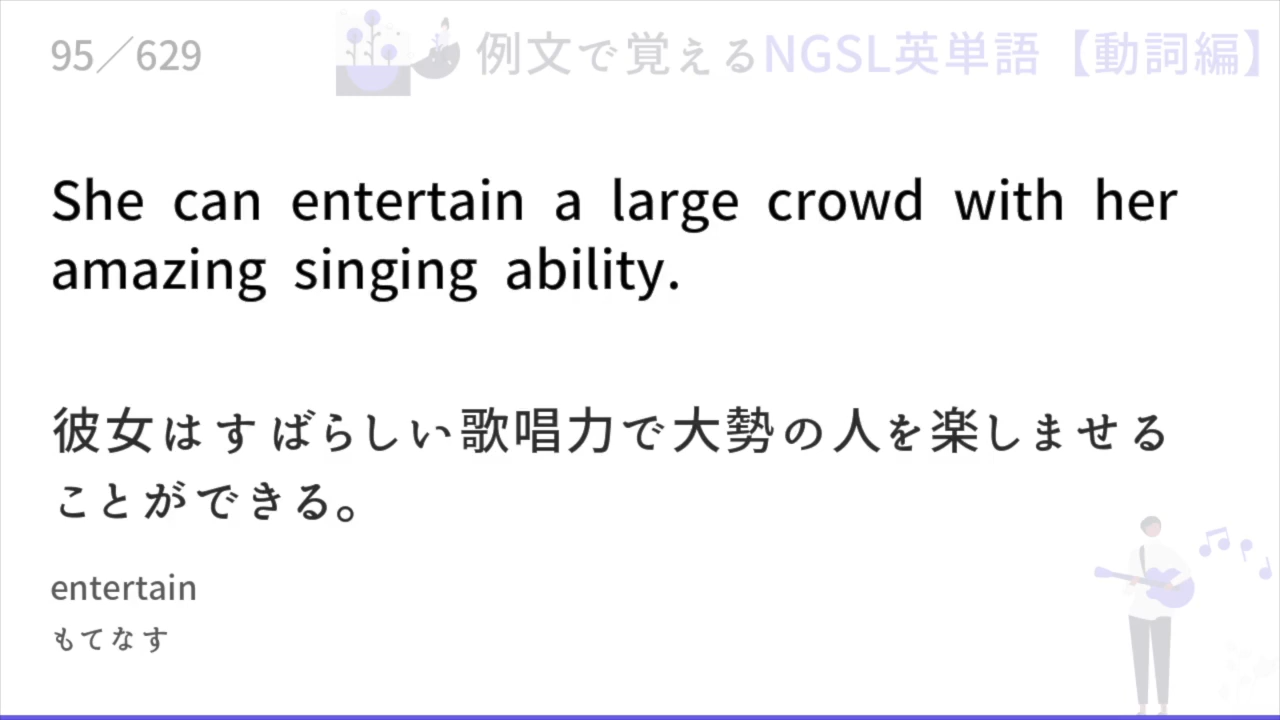 95／629
例文で覚えるNGSL英単語【動詞編】
She can entertain a large crowd with her
amazing singing ability.
彼女はすばらしい歌唱力で大勢の人を楽しませる
ことができる。
entertain
もてなす